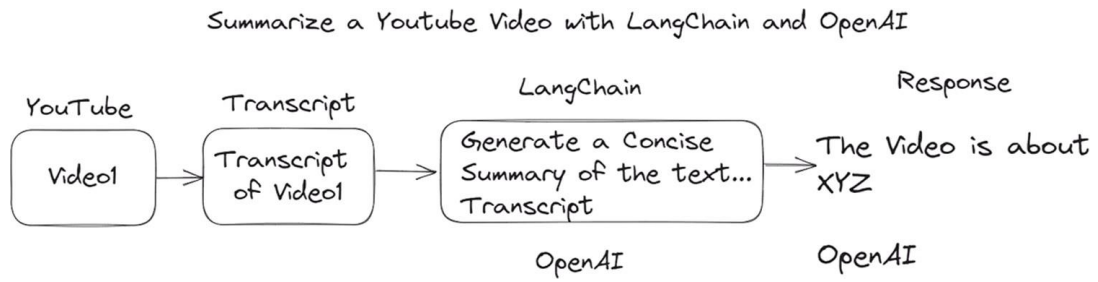 Summarize a Youtube Video with LangChain and OpenAI
YouTube
Video1
Transcript
Transcript
of Video1
LangChain
Generate a Concise
Summary of the text...
Transcript
OpenAI
Response
The Video is about
XYZ
OpenAI